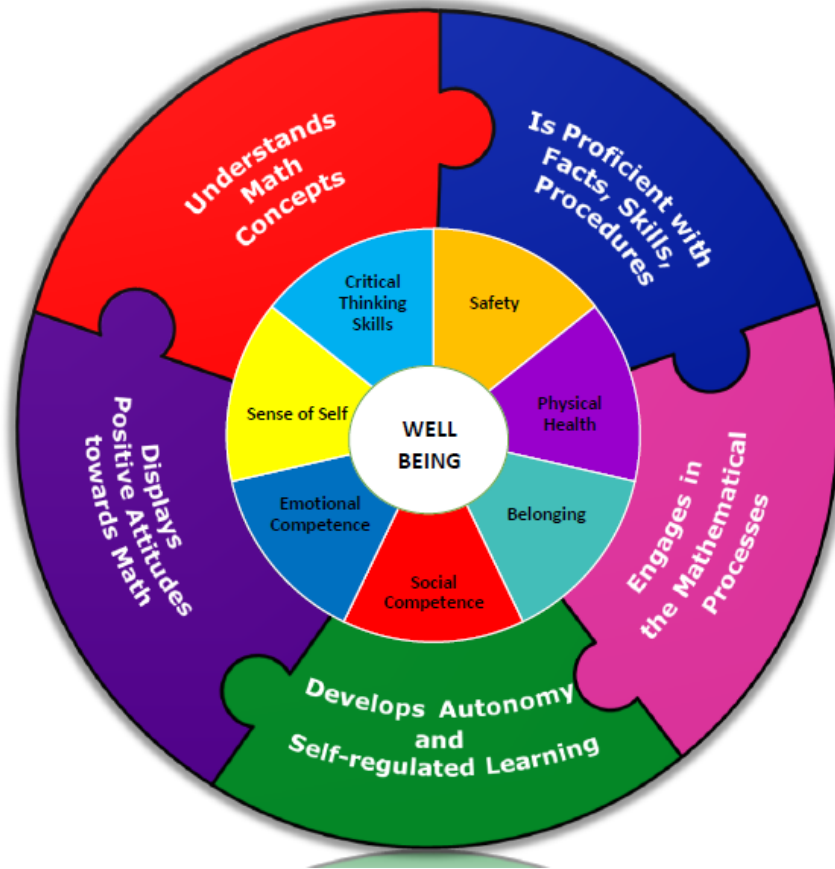 Understands
Math
Concepts
Is Proficient with
Facts, Skills,
Procedures
Engages in
the Mathematical
Processes
Develops Autonomy
and
Self-regulated Learning
Displays
Positive Attitudes
towards Math
Critical
Thinking
Skills
Safety
Physical
Health
Belonging
Social
Competence
Emotional
Competence
Sense of Self
WELL
BEING